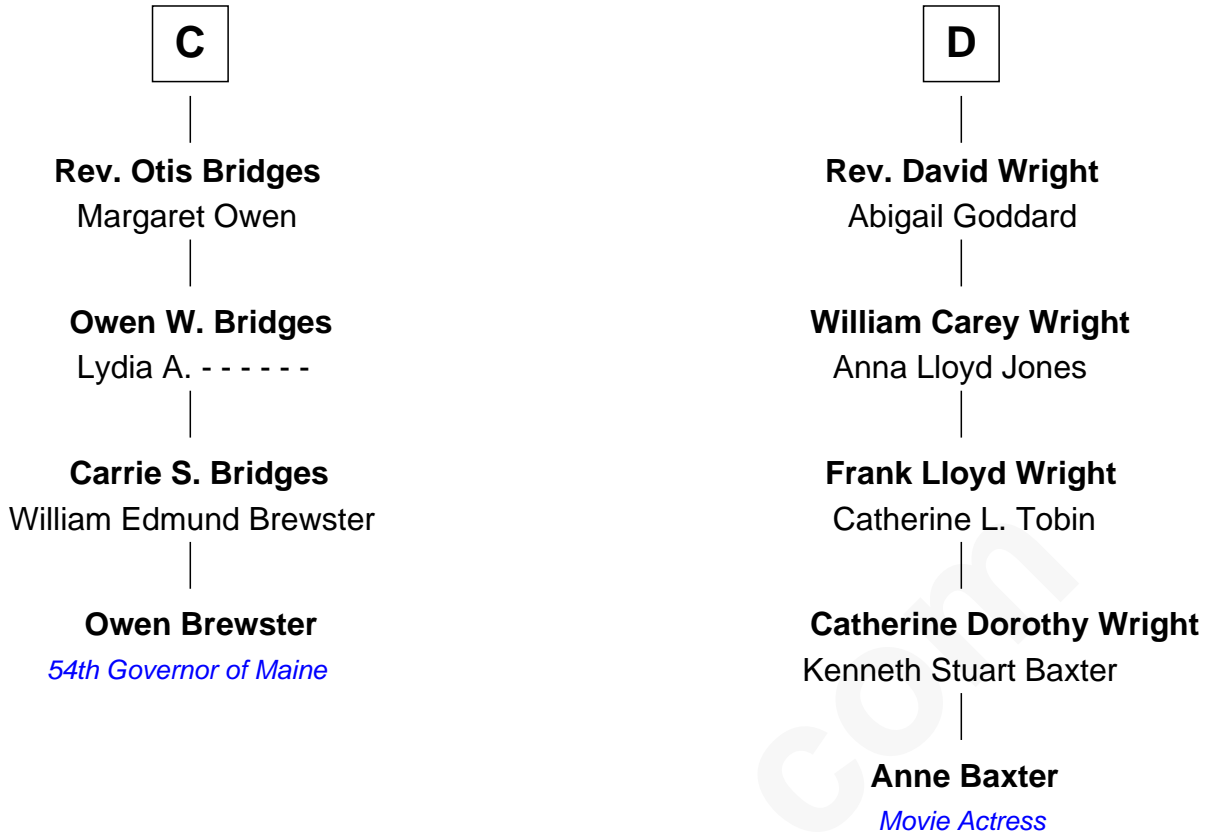 C
Rev. Otis Bridges
Margaret Owen
Owen W. Bridges
Lydia A. - - - - - -
Carrie S. Bridges
William Edmund Brewster
Owen Brewster
54th Governor of Maine
D
Rev. David Wright
Abigail Goddard
William Carey Wright
Anna Lloyd Jones
Frank Lloyd Wright
Catherine L. Tobin
Catherine Dorothy Wright
Kenneth Stuart Baxter
Anne Baxter
Movie Actress
com